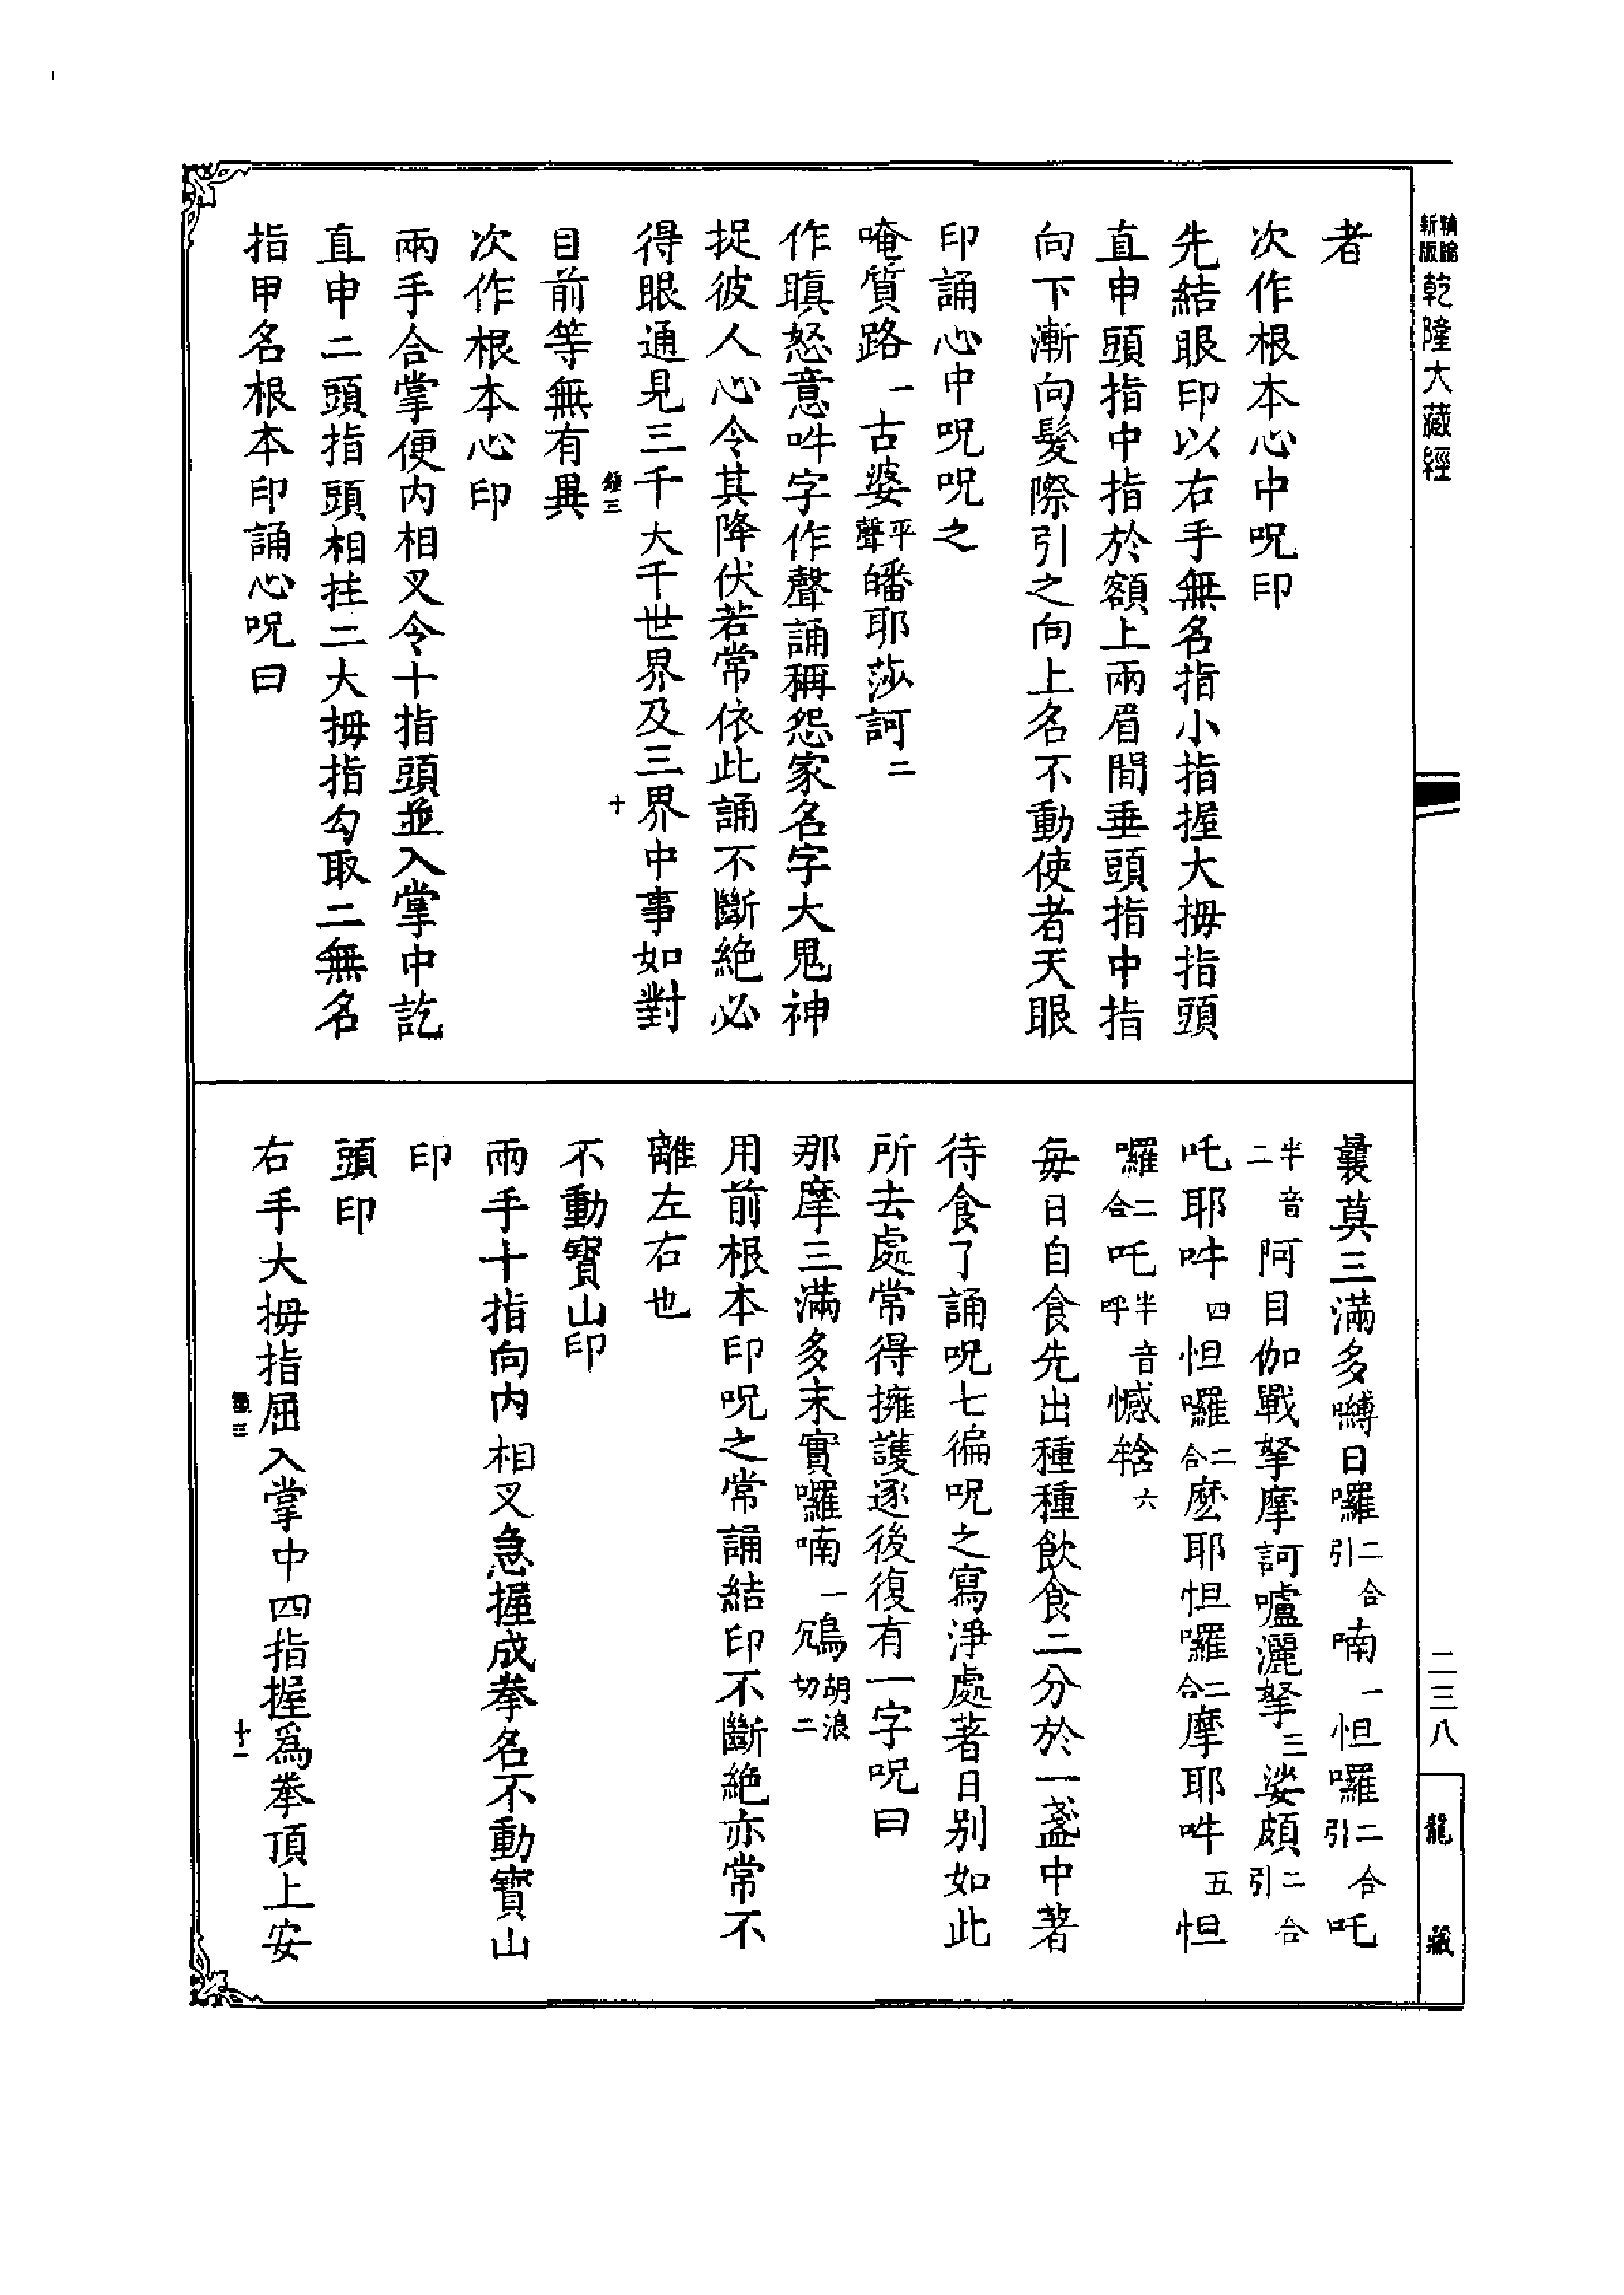 新版
乾隆大藏經
二三八
龍藏
者
次作根本心中呪印
先結眼印以右手無名指小指握大拇指頭
直申頭指中指於額上兩眉間垂頭指中指
向下漸向髮際引之向上名不動使者天眼
印誦心中呪呪之
唵質路一古婆平聲皤耶莎訶二
作瞋怒意吽字作聲誦稱怨家名字大鬼神
捉彼人心令其降伏若常依此誦不斷絕必
得眼通見三千大千世界及三界中事如對
十
目前等無有異
次作根本心印
兩手合掌便內相叉令十指頭並入掌中訖
直申二頭指頭相拄二大拇指勾取二無名
指甲名根本印誦心呪曰
曩莫三滿多嚩日囉二合引喃一怛囉二合引吒
半音二阿目伽戰拏摩訶嚧灑拏三娑頗二合引
吒耶吽四怛囉二合麽耶怛囉二合摩耶吽五怛
囉二合吒半音呼憾𤚥六
每日自食先出種種飲食二分於一盞中著
待食了誦呪七徧呪之寫淨處著日別如此
所去處常得擁護逐後復有一字呪曰
那摩三滿多末實囉喃一鴆胡浪切二
用前根本印呪之常誦結印不斷絕亦常不
離左右也
不動寶山印
兩手十指向內相叉急握成拳名不動寶山
印
頭印
右手大拇指屈入掌中四指握爲拳頂上安
十一